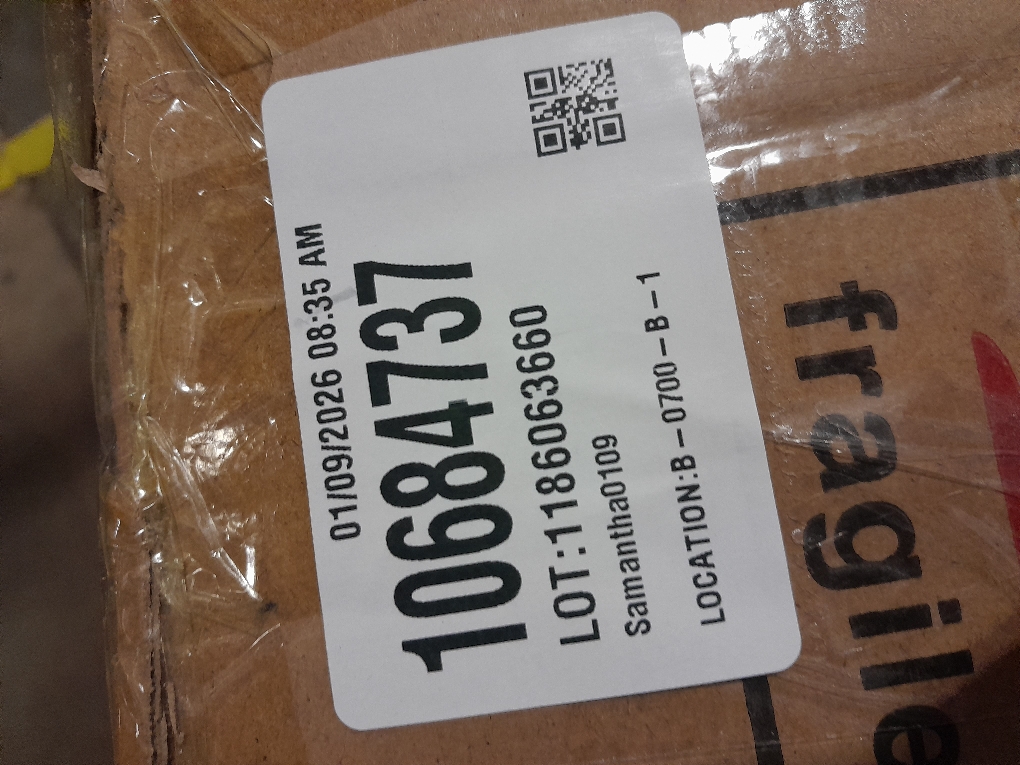 01/09/2026 08:35 AM
10684737
LOT:1186063660
Samantha0109
LOCATION:B-0700-B-1
fragile